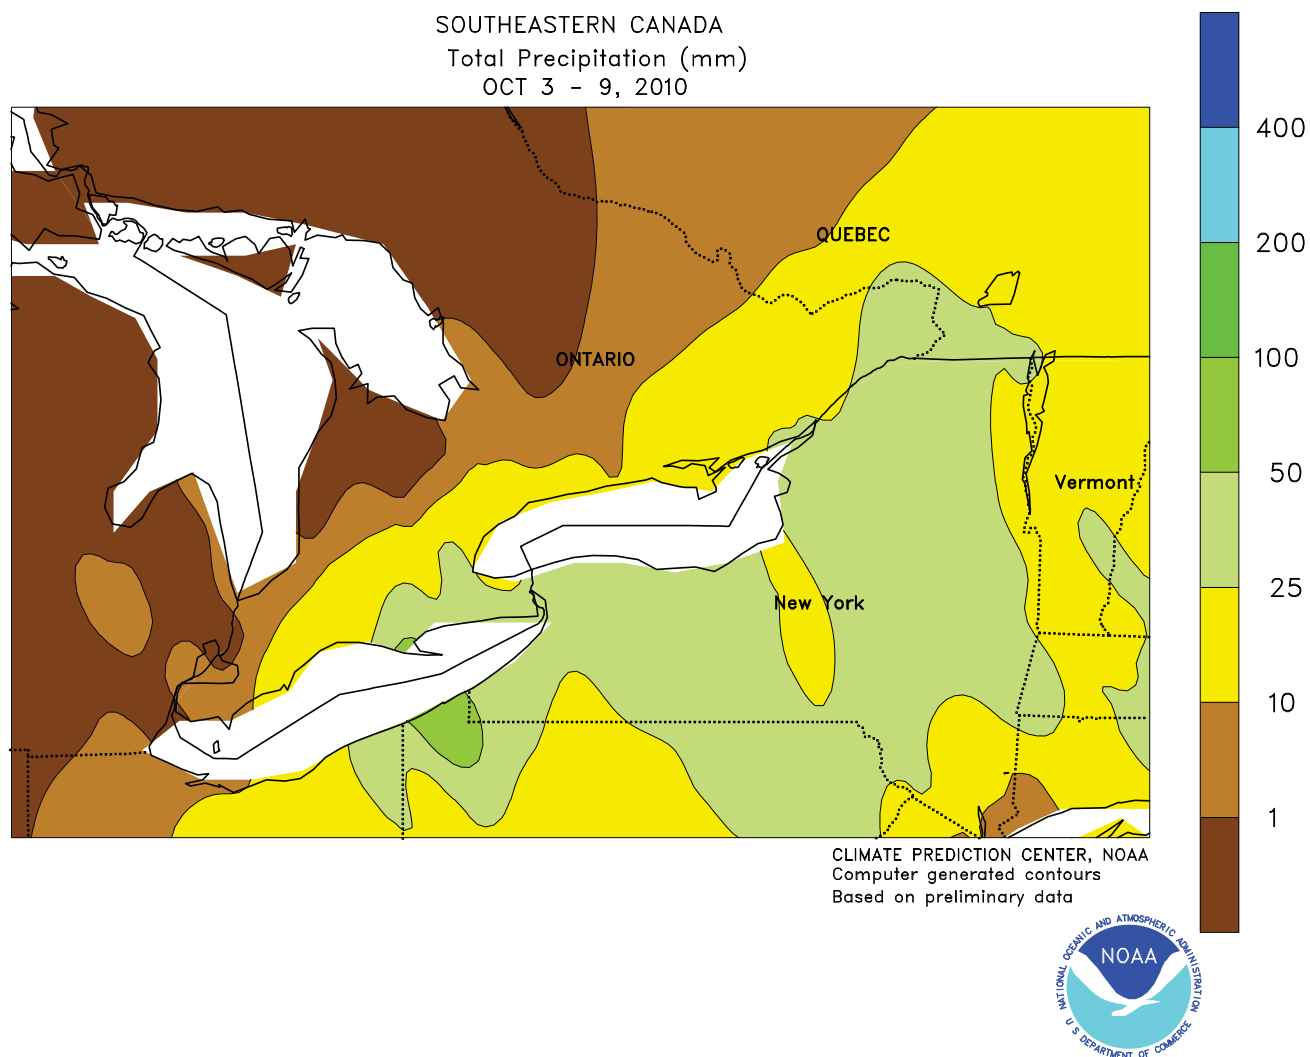 SOUTHEASTERN CANADA
Total Precipitation (mm)
OCT 3 - 9, 2010
400
200
100
50
25
10
1
QUEBEC
ONTARIO
Vermont
New York
CLIMATE PREDICTION CENTER, NOAA
Computer generated contours
Based on preliminary data
NATIONAL OCEANIC AND ATMOSPHERIC ADMINISTRATION
NOAA
U S DEPARTMENT OF COMMERCE